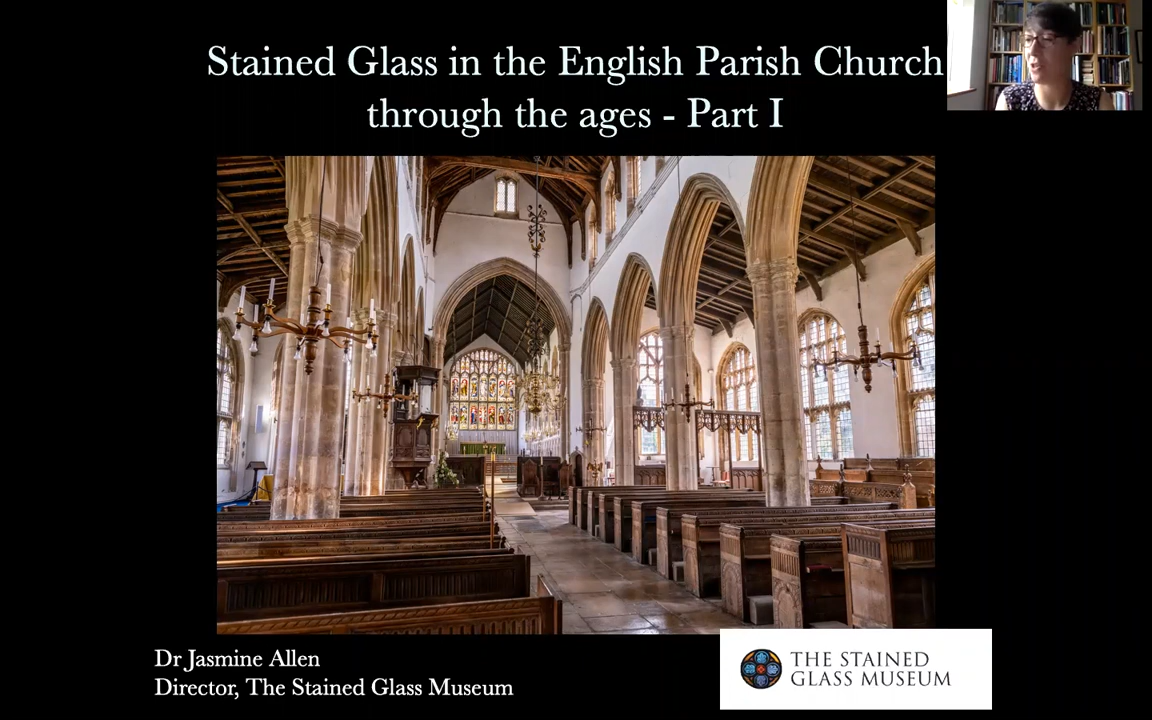 Stained Glass in the English Parish Church
through the ages - Part I
Dr Jasmine Allen
Director, The Stained Glass Museum
THE STAINED
GLASS MUSEUM